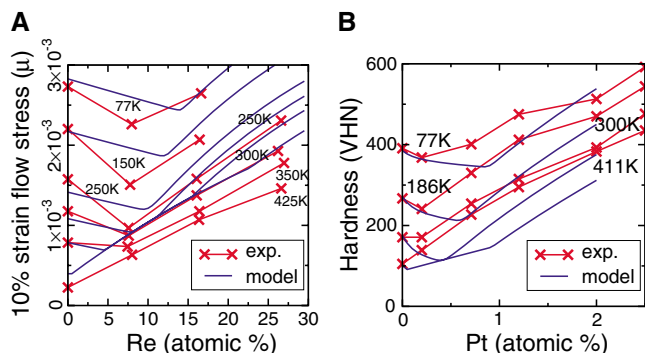 A
10% strain flow stress (μ)
3×10⁻³
2×10⁻³
1×10⁻³
0
77K
150K
250K
250K
300K
350K
425K
exp.
model
0 5 10 15 20 25 30
Re (atomic %)
B
Hardness (VHN)
600
400
200
0
77K
186K
300K
411K
exp.
model
0 1 2
Pt (atomic %)